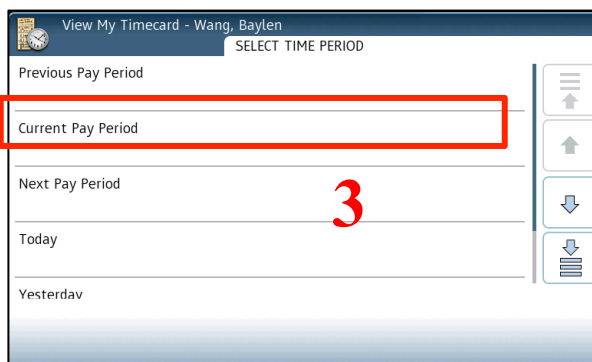 View My Timecard - Wang, Baylen
SELECT TIME PERIOD
Previous Pay Period
Current Pay Period
Next Pay Period
3
Today
Yesterday